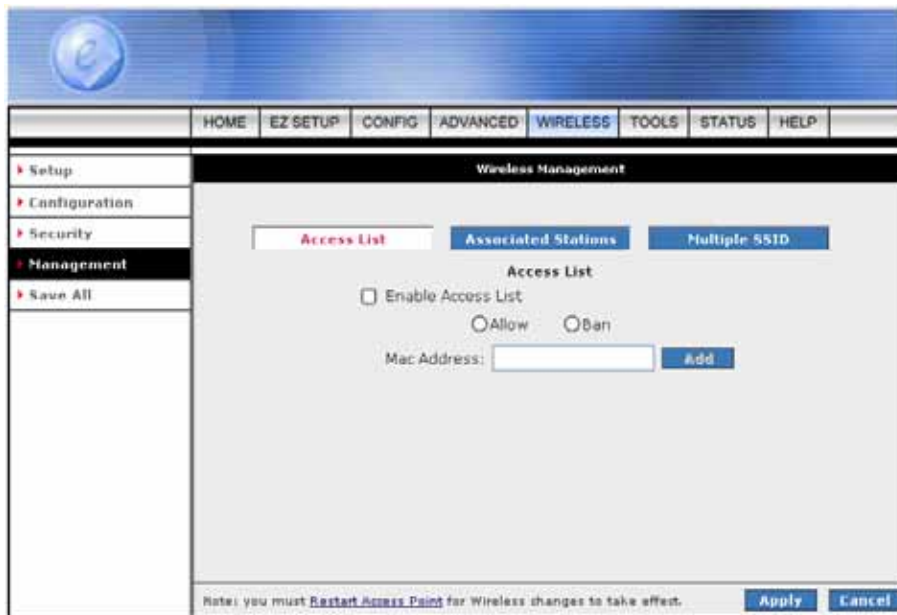 e
HOME EZ SETUP CONFIG ADVANCED WIRELESS TOOLS STATUS HELP
Setup
Configuration
Security
Management
Save All
Wireless Management
Access List Associated Stations Multiple SSID
Access List
Enable Access List
Allow Ban
Mac Address: Add
Note: you must Restart Access Point for Wireless changes to take effect. Apply Cancel